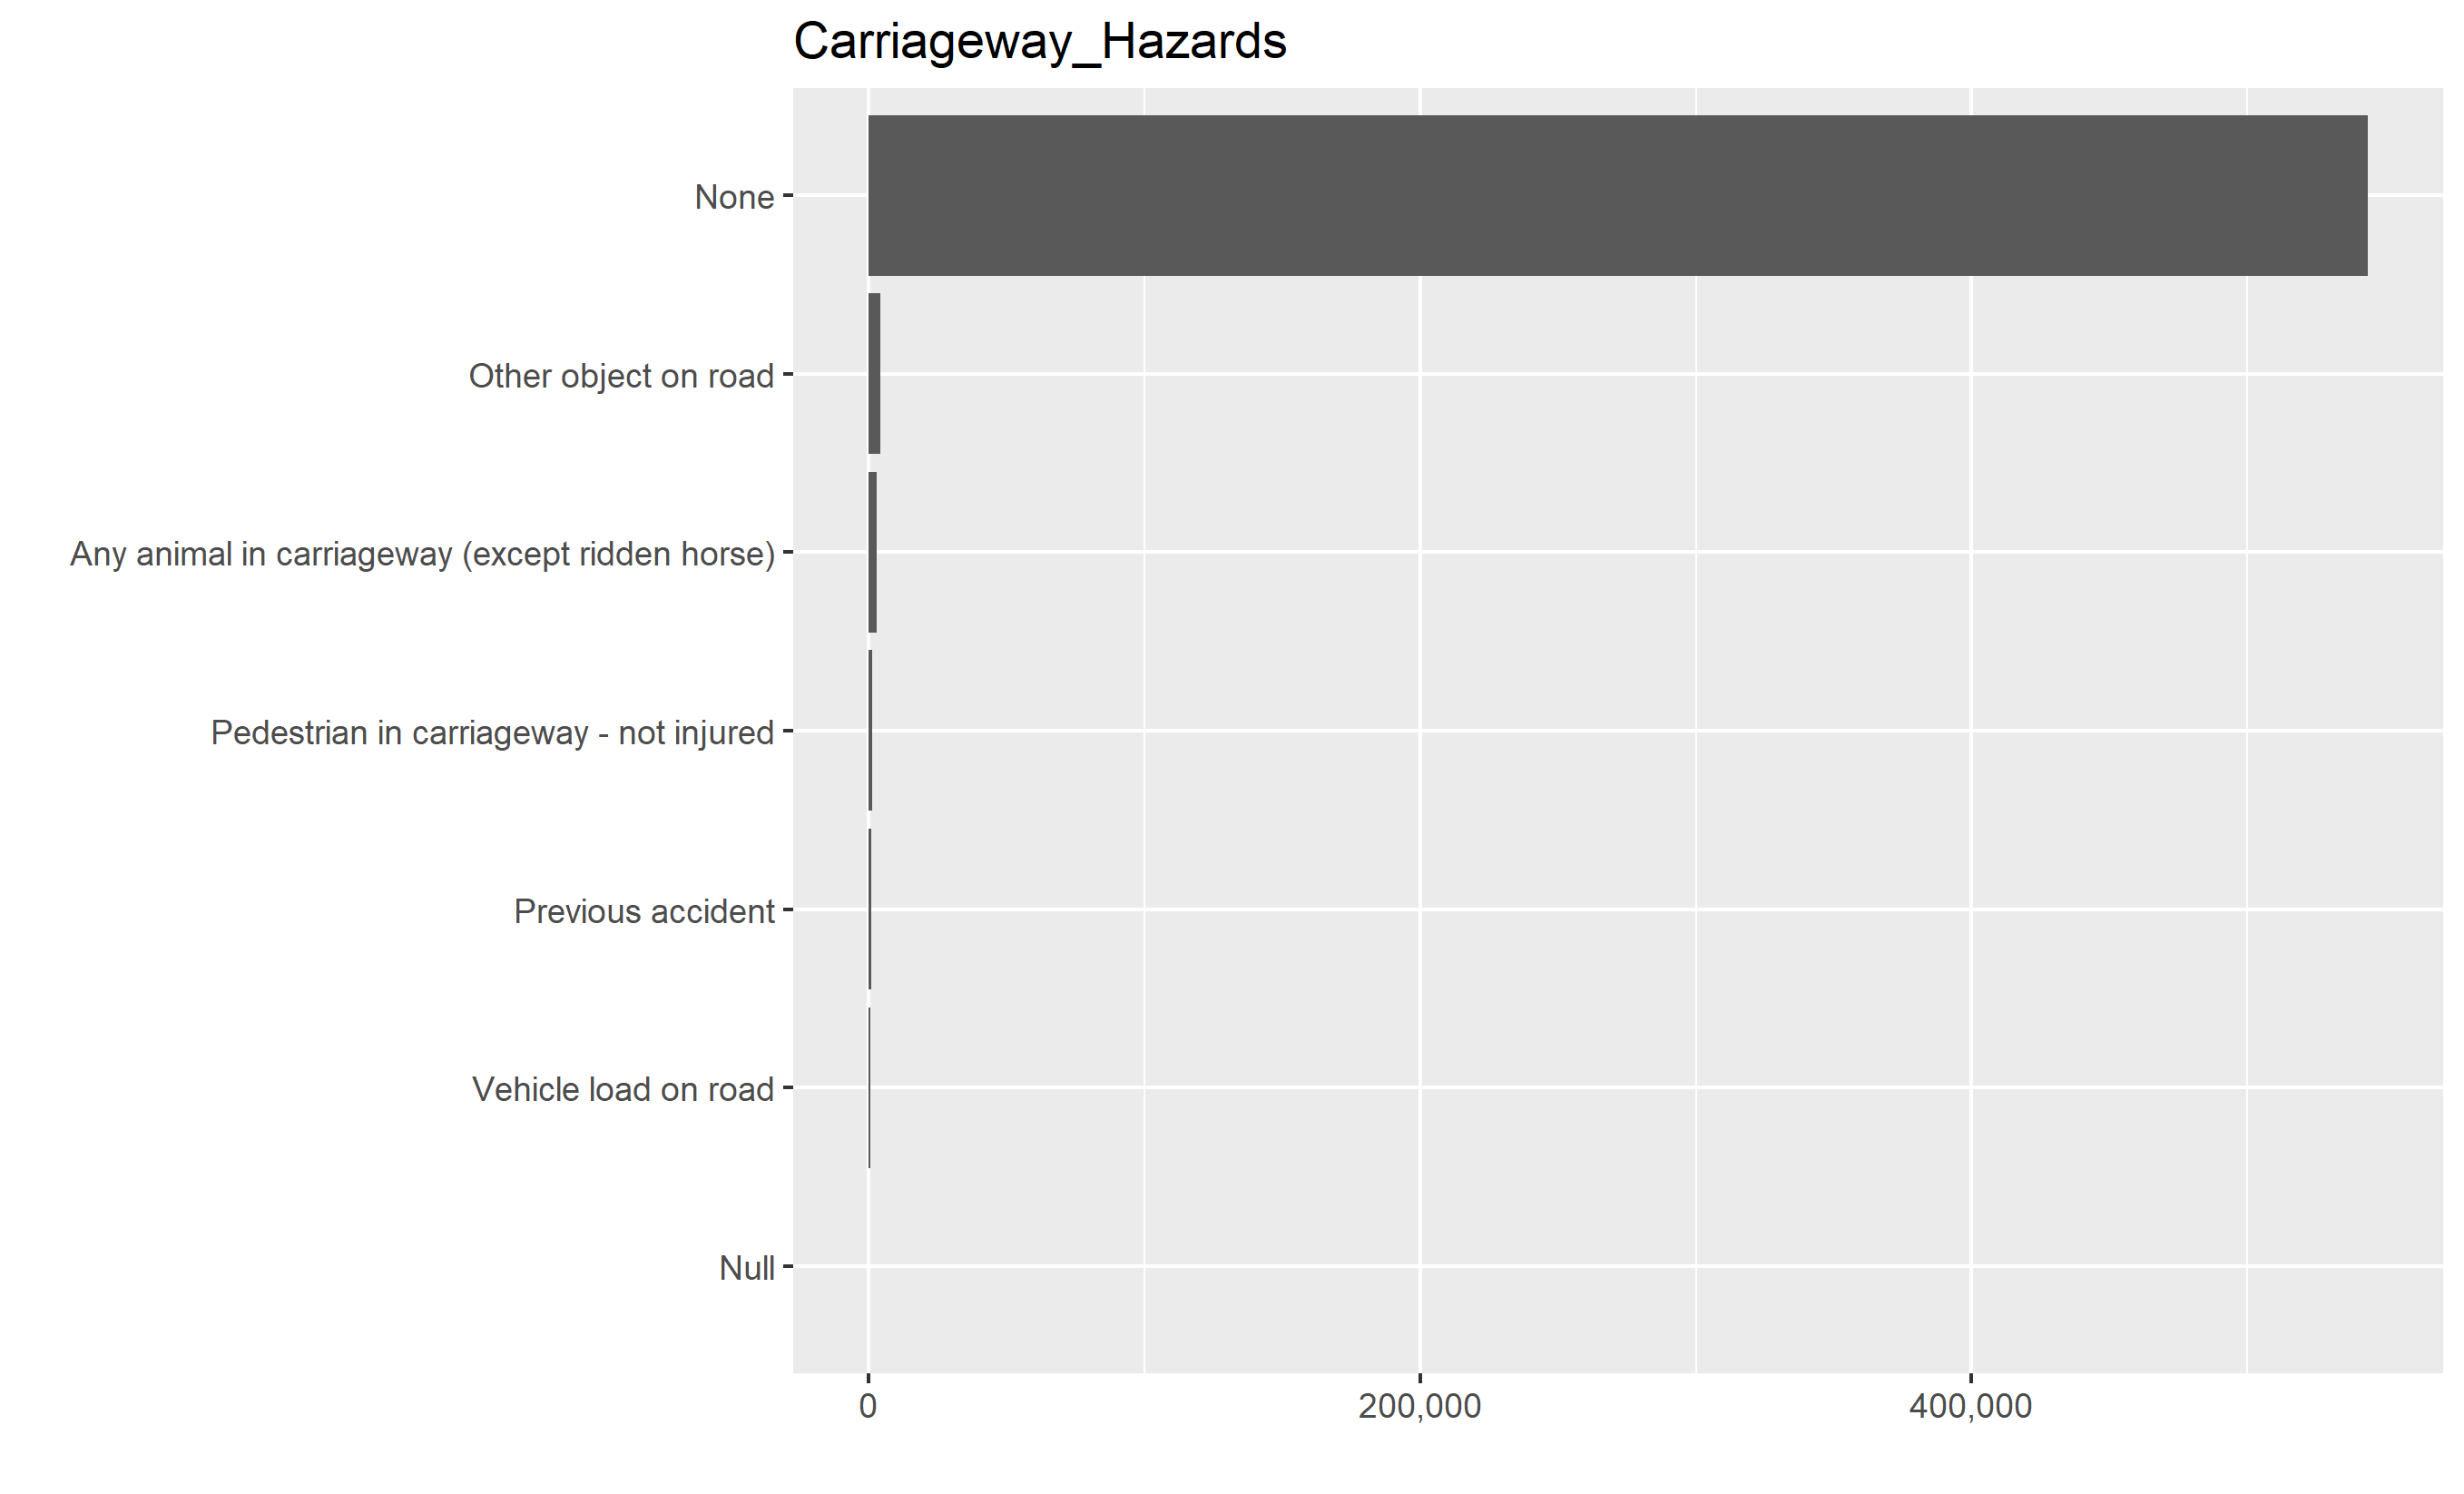 Carriageway_Hazards
None
Other object on road
Any animal in carriageway (except ridden horse)
Pedestrian in carriageway - not injured
Previous accident
Vehicle load on road
Null
0
200,000
400,000